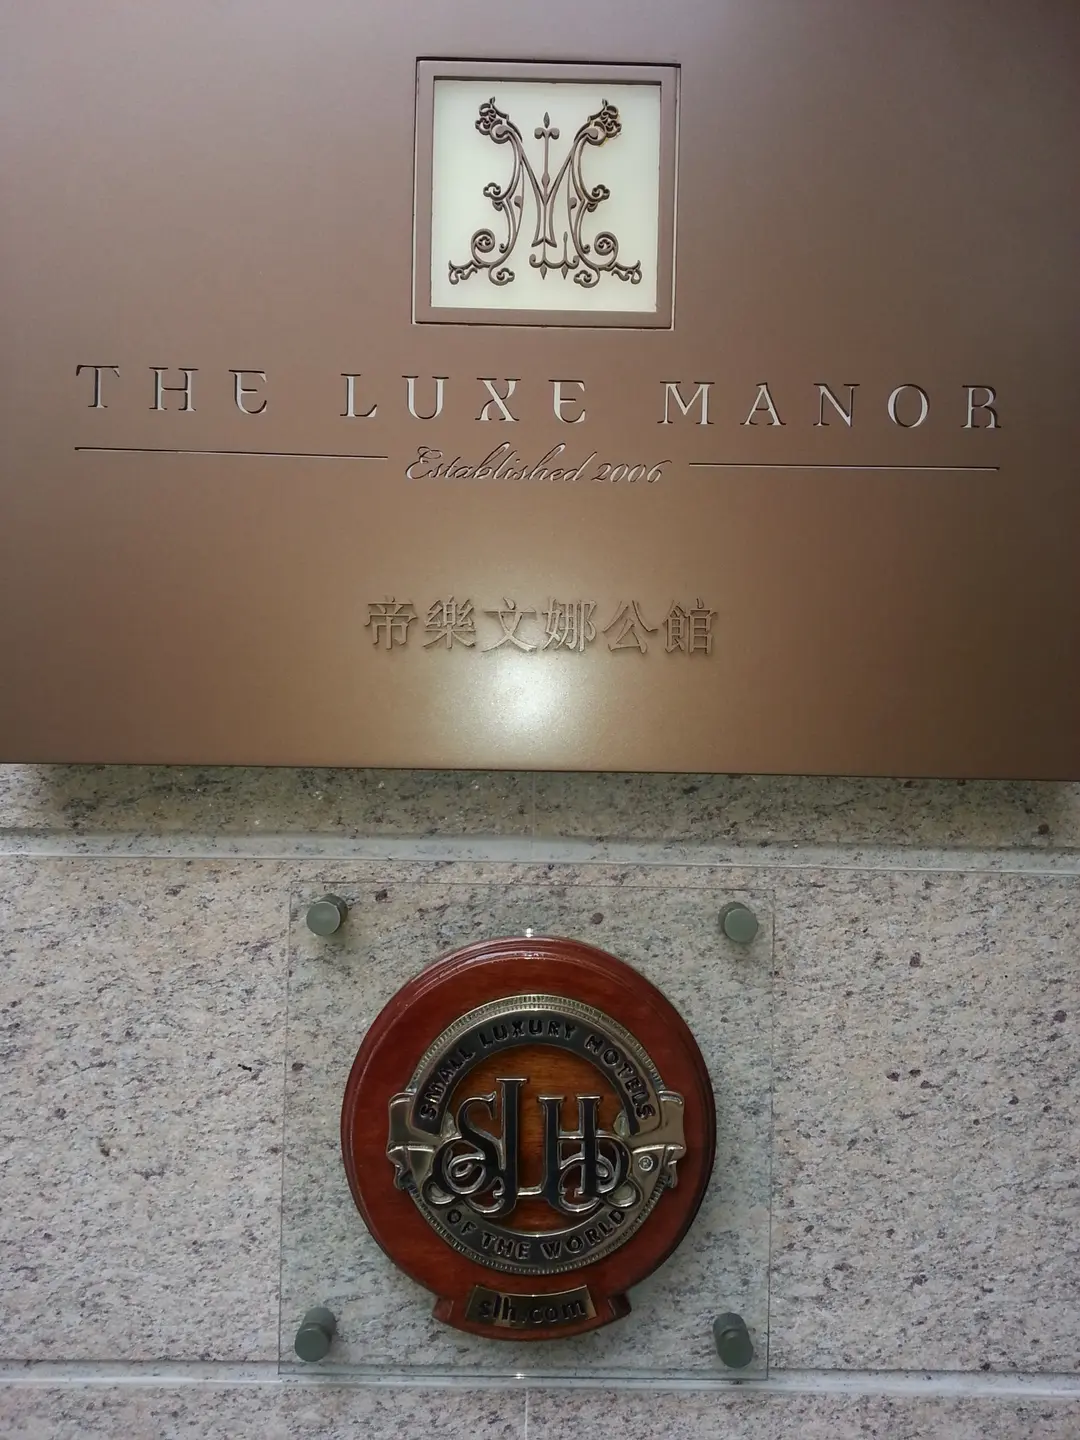 M
THE LUXE MANOR
Established 2006
帝樂文娜公館
SMALL LUXURY HOTELS
SLH
OF THE WORLD
slh.com